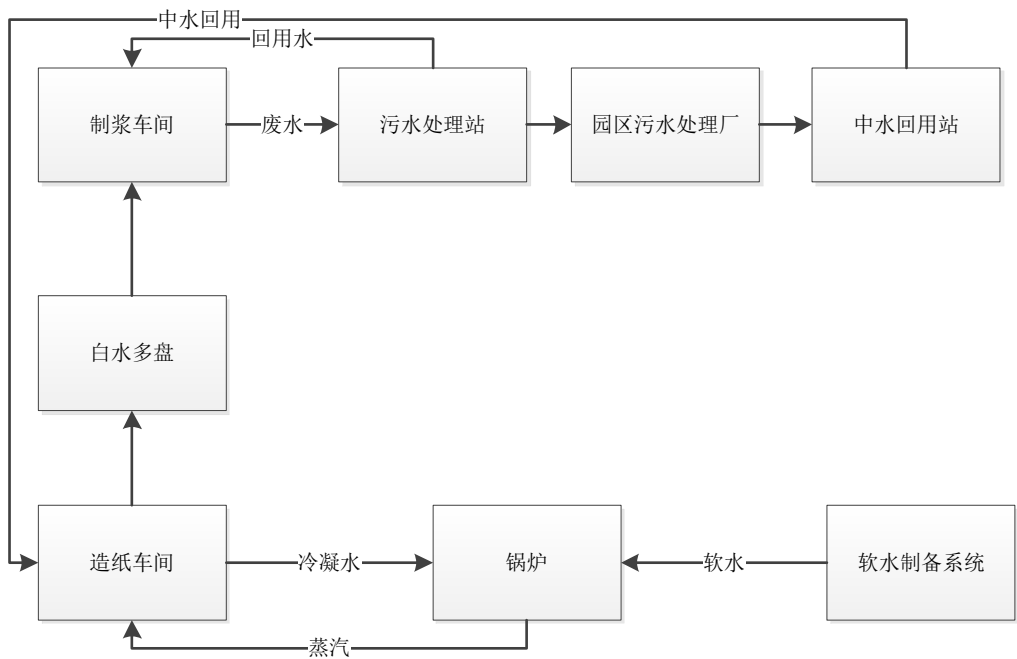 中水回用
回用水
制浆车间
废水
污水处理站
园区污水处理厂
中水回用站
白水多盘
造纸车间
冷凝水
锅炉
软水
软水制备系统
蒸汽